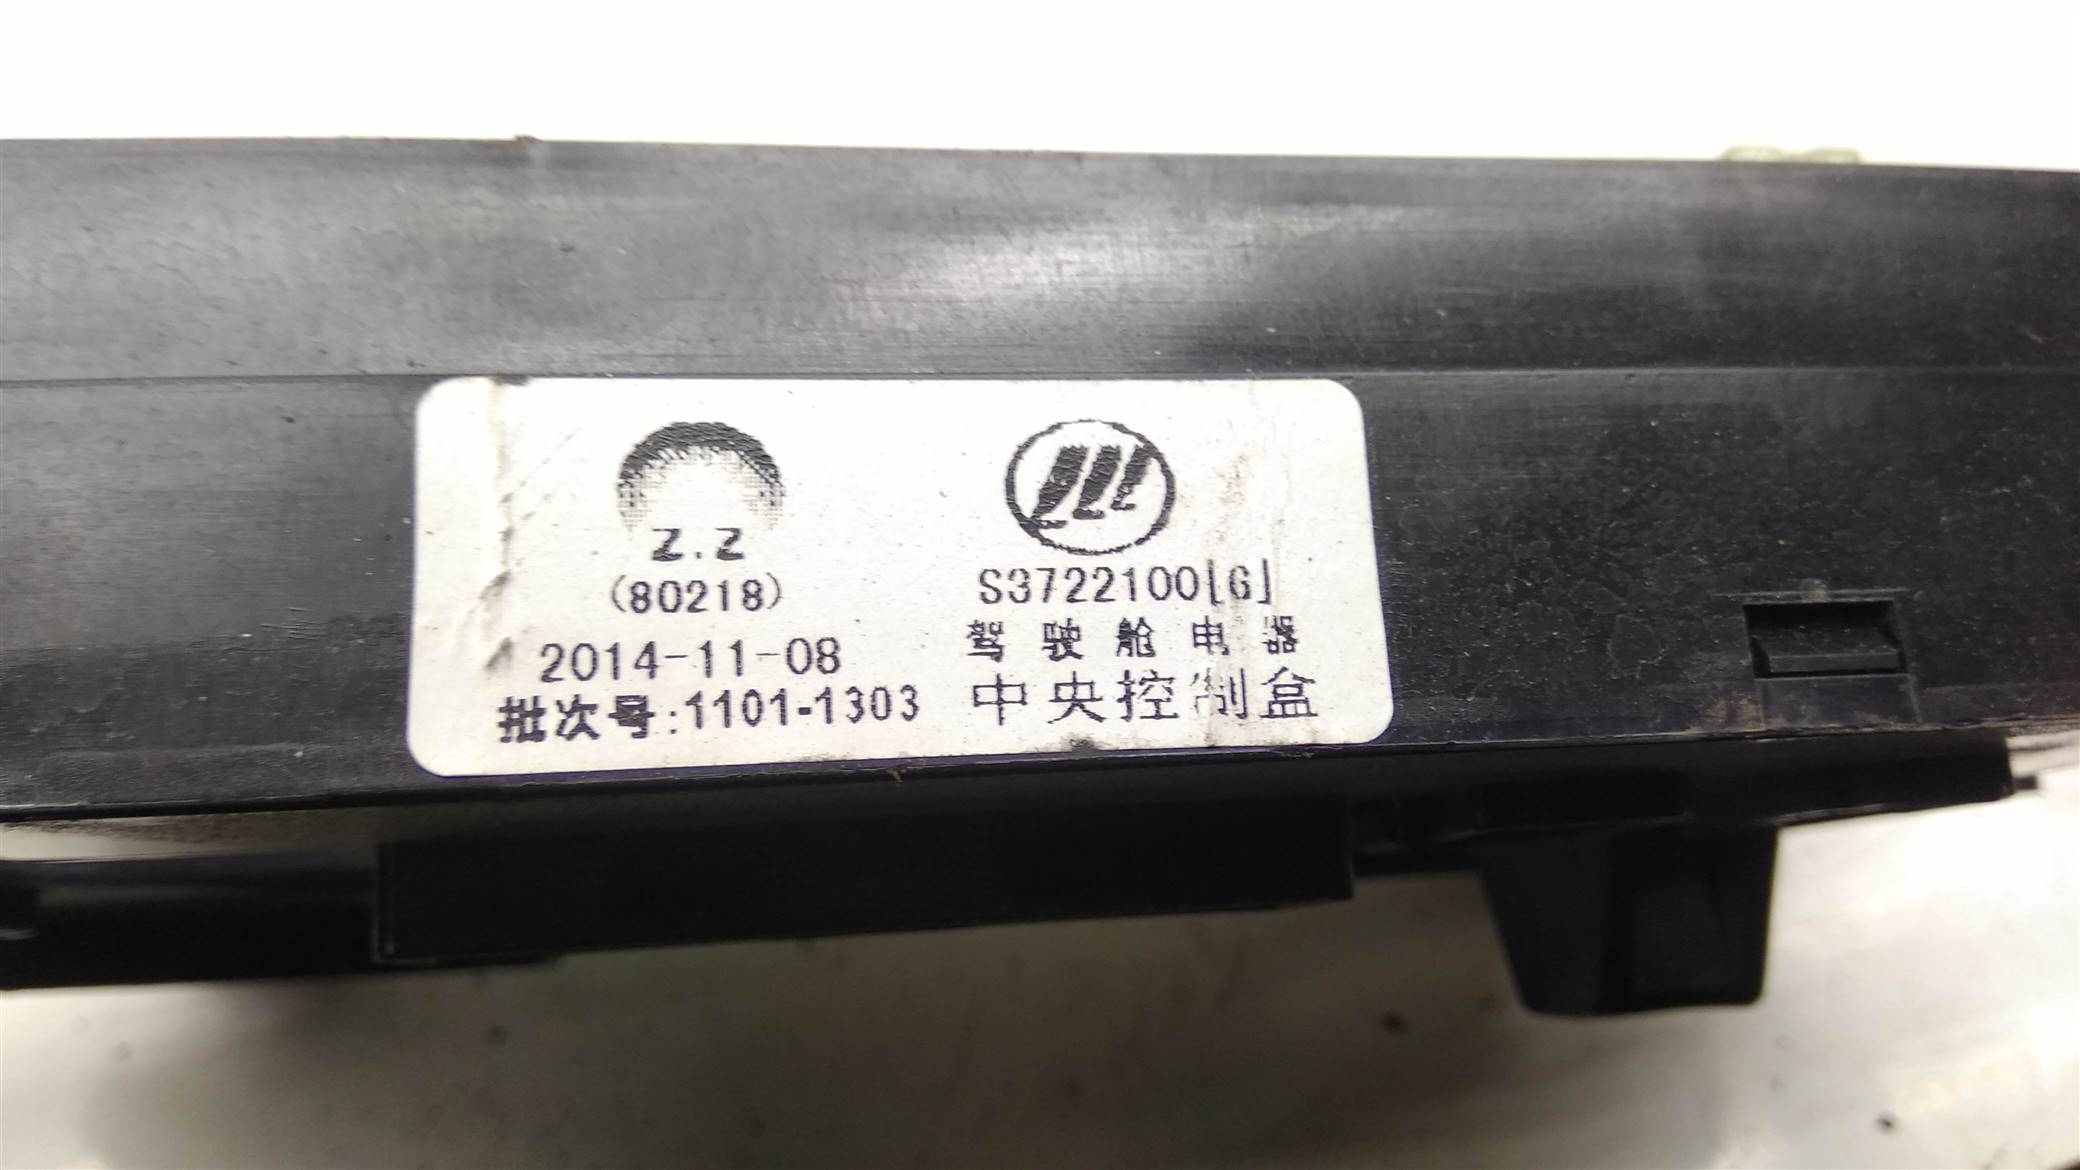 Z.Z
(80218)
2014-11-08
批次号:1101-1303
S3722100[G]
驾驶舱电器
中央控制盒